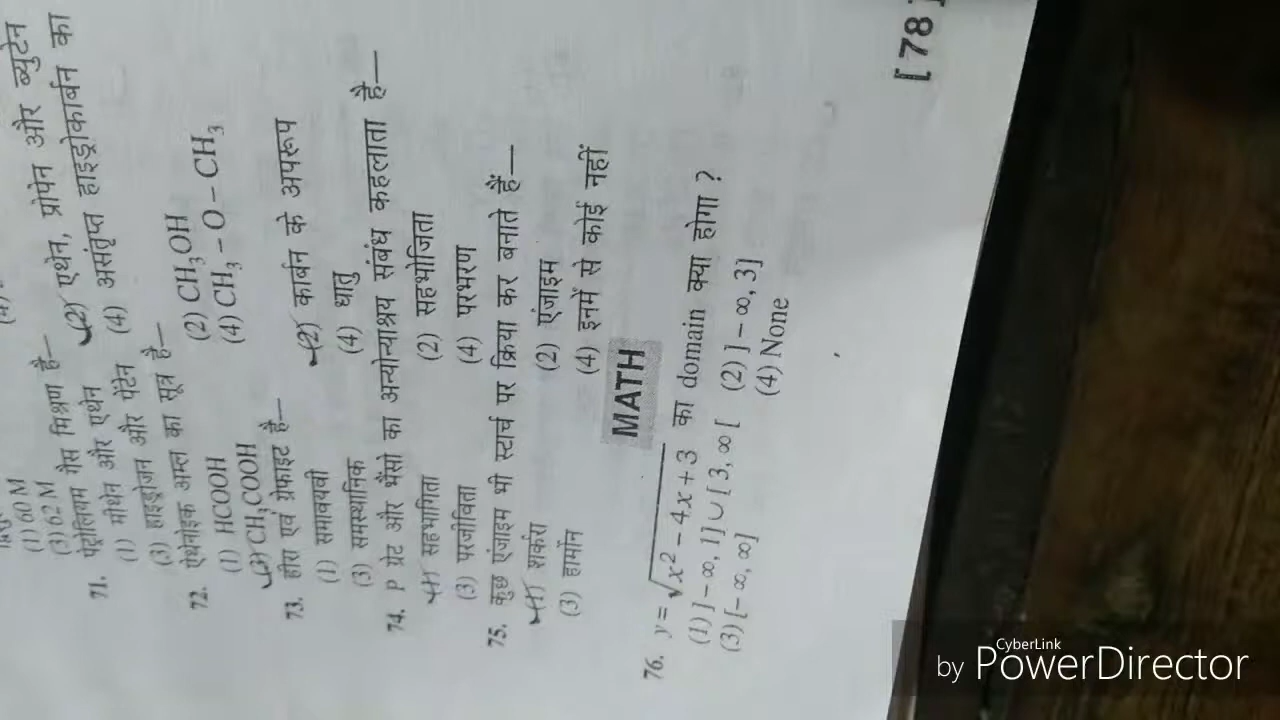 (1) 60 M
(3) 62 M
71. पेट्रोलियम गैस मिश्रण है—
(1) मीथेन और एथेन (2) एथेन, प्रोपेन और ब्युटेन
(3) हाइड्रोजन और पेंटेन (4) असंतृप्त हाइड्रोकार्बन का
72. ऐथेनोइक अम्ल का सूत्र है—
(1) HCOOH (2) CH₃OH
(3) CH₃COOH (4) CH₃ – O – CH₃
73. हीरा एवं ग्रेफाइट है—
(1) समावयवी (2) कार्बन के अपरूप
(3) समस्थानिक (4) धातु
74. P ग्रेट और भैंसो का अन्योन्याश्रय संबंध कहलाता है—
सहभागिता (2) सहभोजिता
(3) परजीविता (4) परभरण
75. कुछ एंजाइम भी स्टार्च पर क्रिया कर बनाते हैं—
शर्करा (2) एंजाइम
(3) हार्मोन (4) इनमें से कोई नहीं
MATH
76. y = √x² – 4x + 3 का domain क्या होगा ?
(1) ] – ∞, 1] ∪ [ 3, ∞ [ (2) ] – ∞, 3]
(3) [– ∞, ∞] (4) None
[ 78 ]
by CyberLink PowerDirector